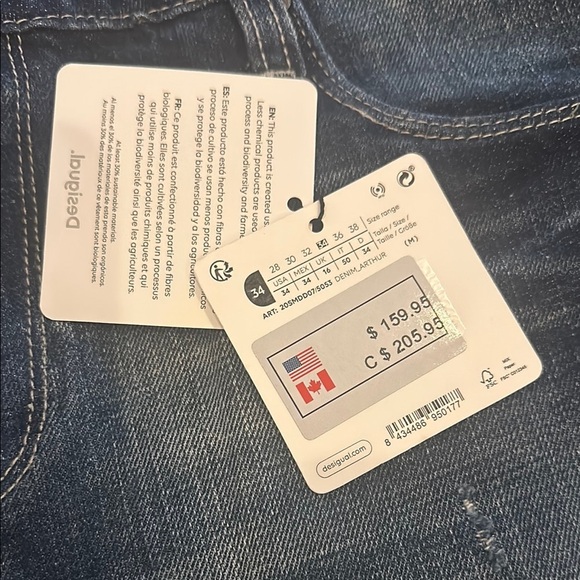 Desigual.
At least 30% sustainable materials.
Al menos el 30% de los materiales de esta prenda son orgánicos.
Au moins 30% des matériaux de ce vêtement sont biologiques.
EN: This product is created us
Less chemical products are used
process and biodiversity and farme
ES: Este producto está hecho con fibras
proceso de cultivo se usan menos produc
y se protege la biodiversidad y a los agricultores.
FR: Ce produit est confectionné à partir de fibres
biologiques. Elles sont cultivées selon un processus
qui utilise moins de produits chimiques et qui
protège la biodiversité ainsi que les agriculteurs.
34
28 30 32 34 36 38 Size range
USA MEX UK IT D Talla / Size /
34 34 16 50 34 Taille / Größe
(M)
ART: 20SMDD07/5053 DENIM_ARTHUR
$ 159.95
C $ 205.95
8 434486 950177
desigual.com
FSC
MIX
Paper